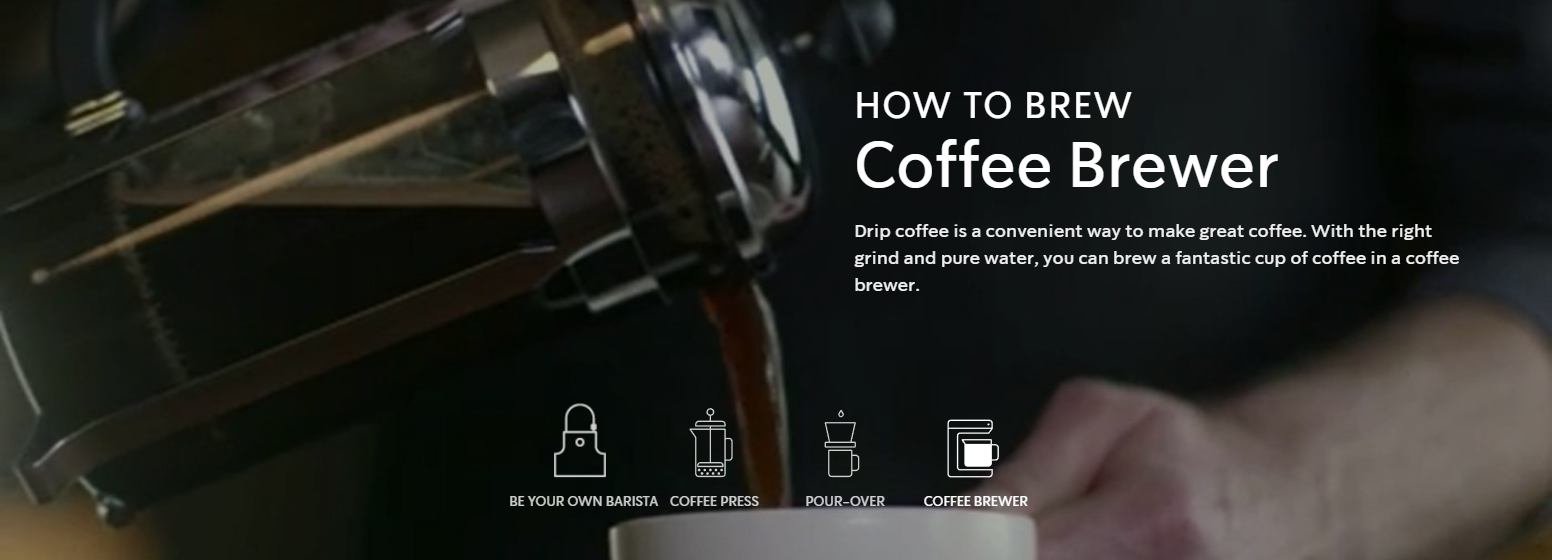 HOW TO BREW
Coffee Brewer
Drip coffee is a convenient way to make great coffee. With the right
grind and pure water, you can brew a fantastic cup of coffee in a coffee
brewer.
BE YOUR OWN BARISTA COFFEE PRESS POUR-OVER COFFEE BREWER